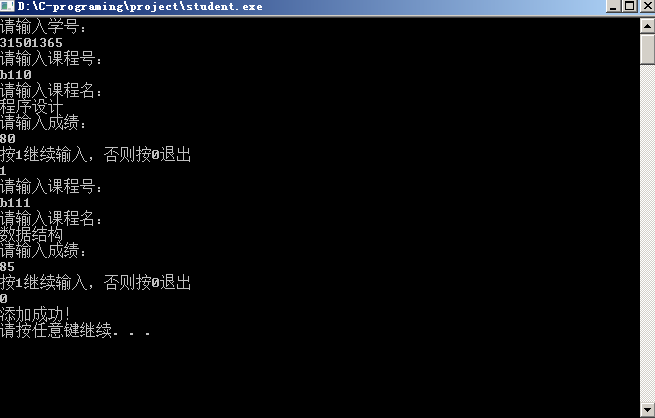 D:\C-programing\project\student.exe
请输入学号:
31501365
请输入课程号:
b110
请输入课程名:
程序设计
请输入成绩:
80
按1继续输入，否则按0退出
1
请输入课程号:
b111
请输入课程名:
数据结构
请输入成绩:
85
按1继续输入，否则按0退出
0
添加成功!
请按任意键继续. . .